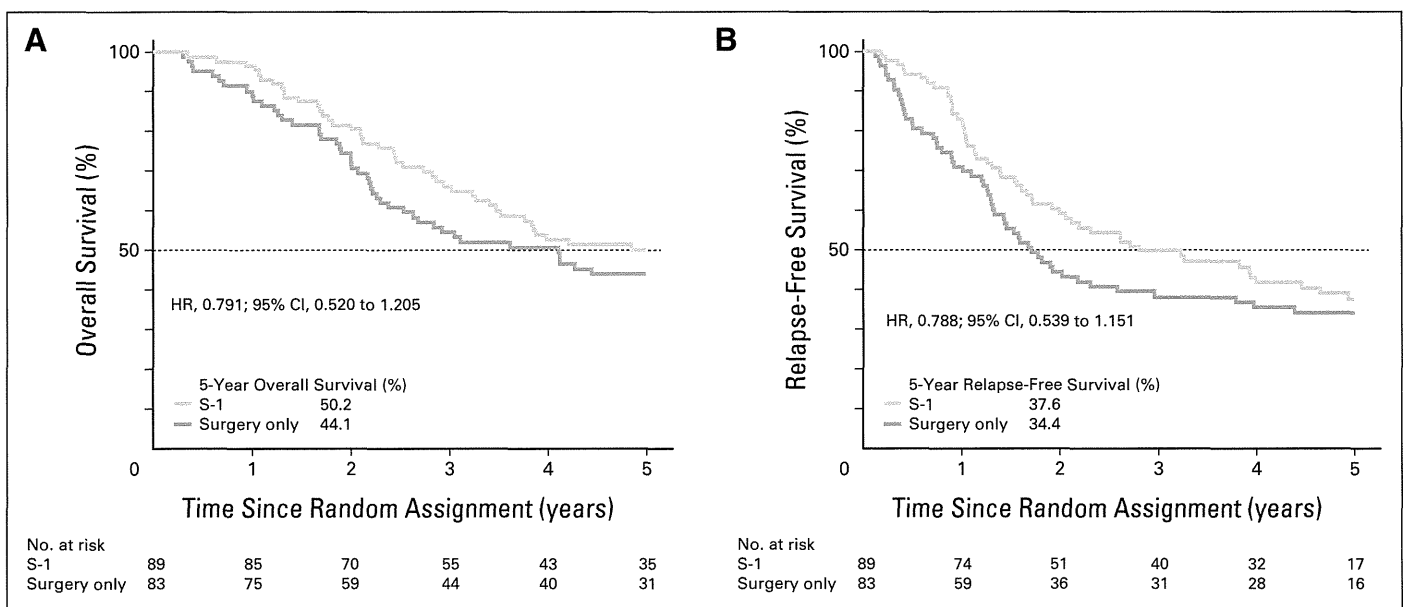 A
100
50
0
1 2 3 4 5
Overall Survival (%)
HR, 0.791; 95% CI, 0.520 to 1.205
5-Year Overall Survival (%)
S-1 50.2
Surgery only 44.1
Time Since Random Assignment (years)
No. at risk
S-1 89 85 70 55 43 35
Surgery only 83 75 59 44 40 31
B
100
50
0
1 2 3 4 5
Relapse-Free Survival (%)
HR, 0.788; 95% CI, 0.539 to 1.151
5-Year Relapse-Free Survival (%)
S-1 37.6
Surgery only 34.4
Time Since Random Assignment (years)
No. at risk
S-1 89 74 51 40 32 17
Surgery only 83 59 36 31 28 16